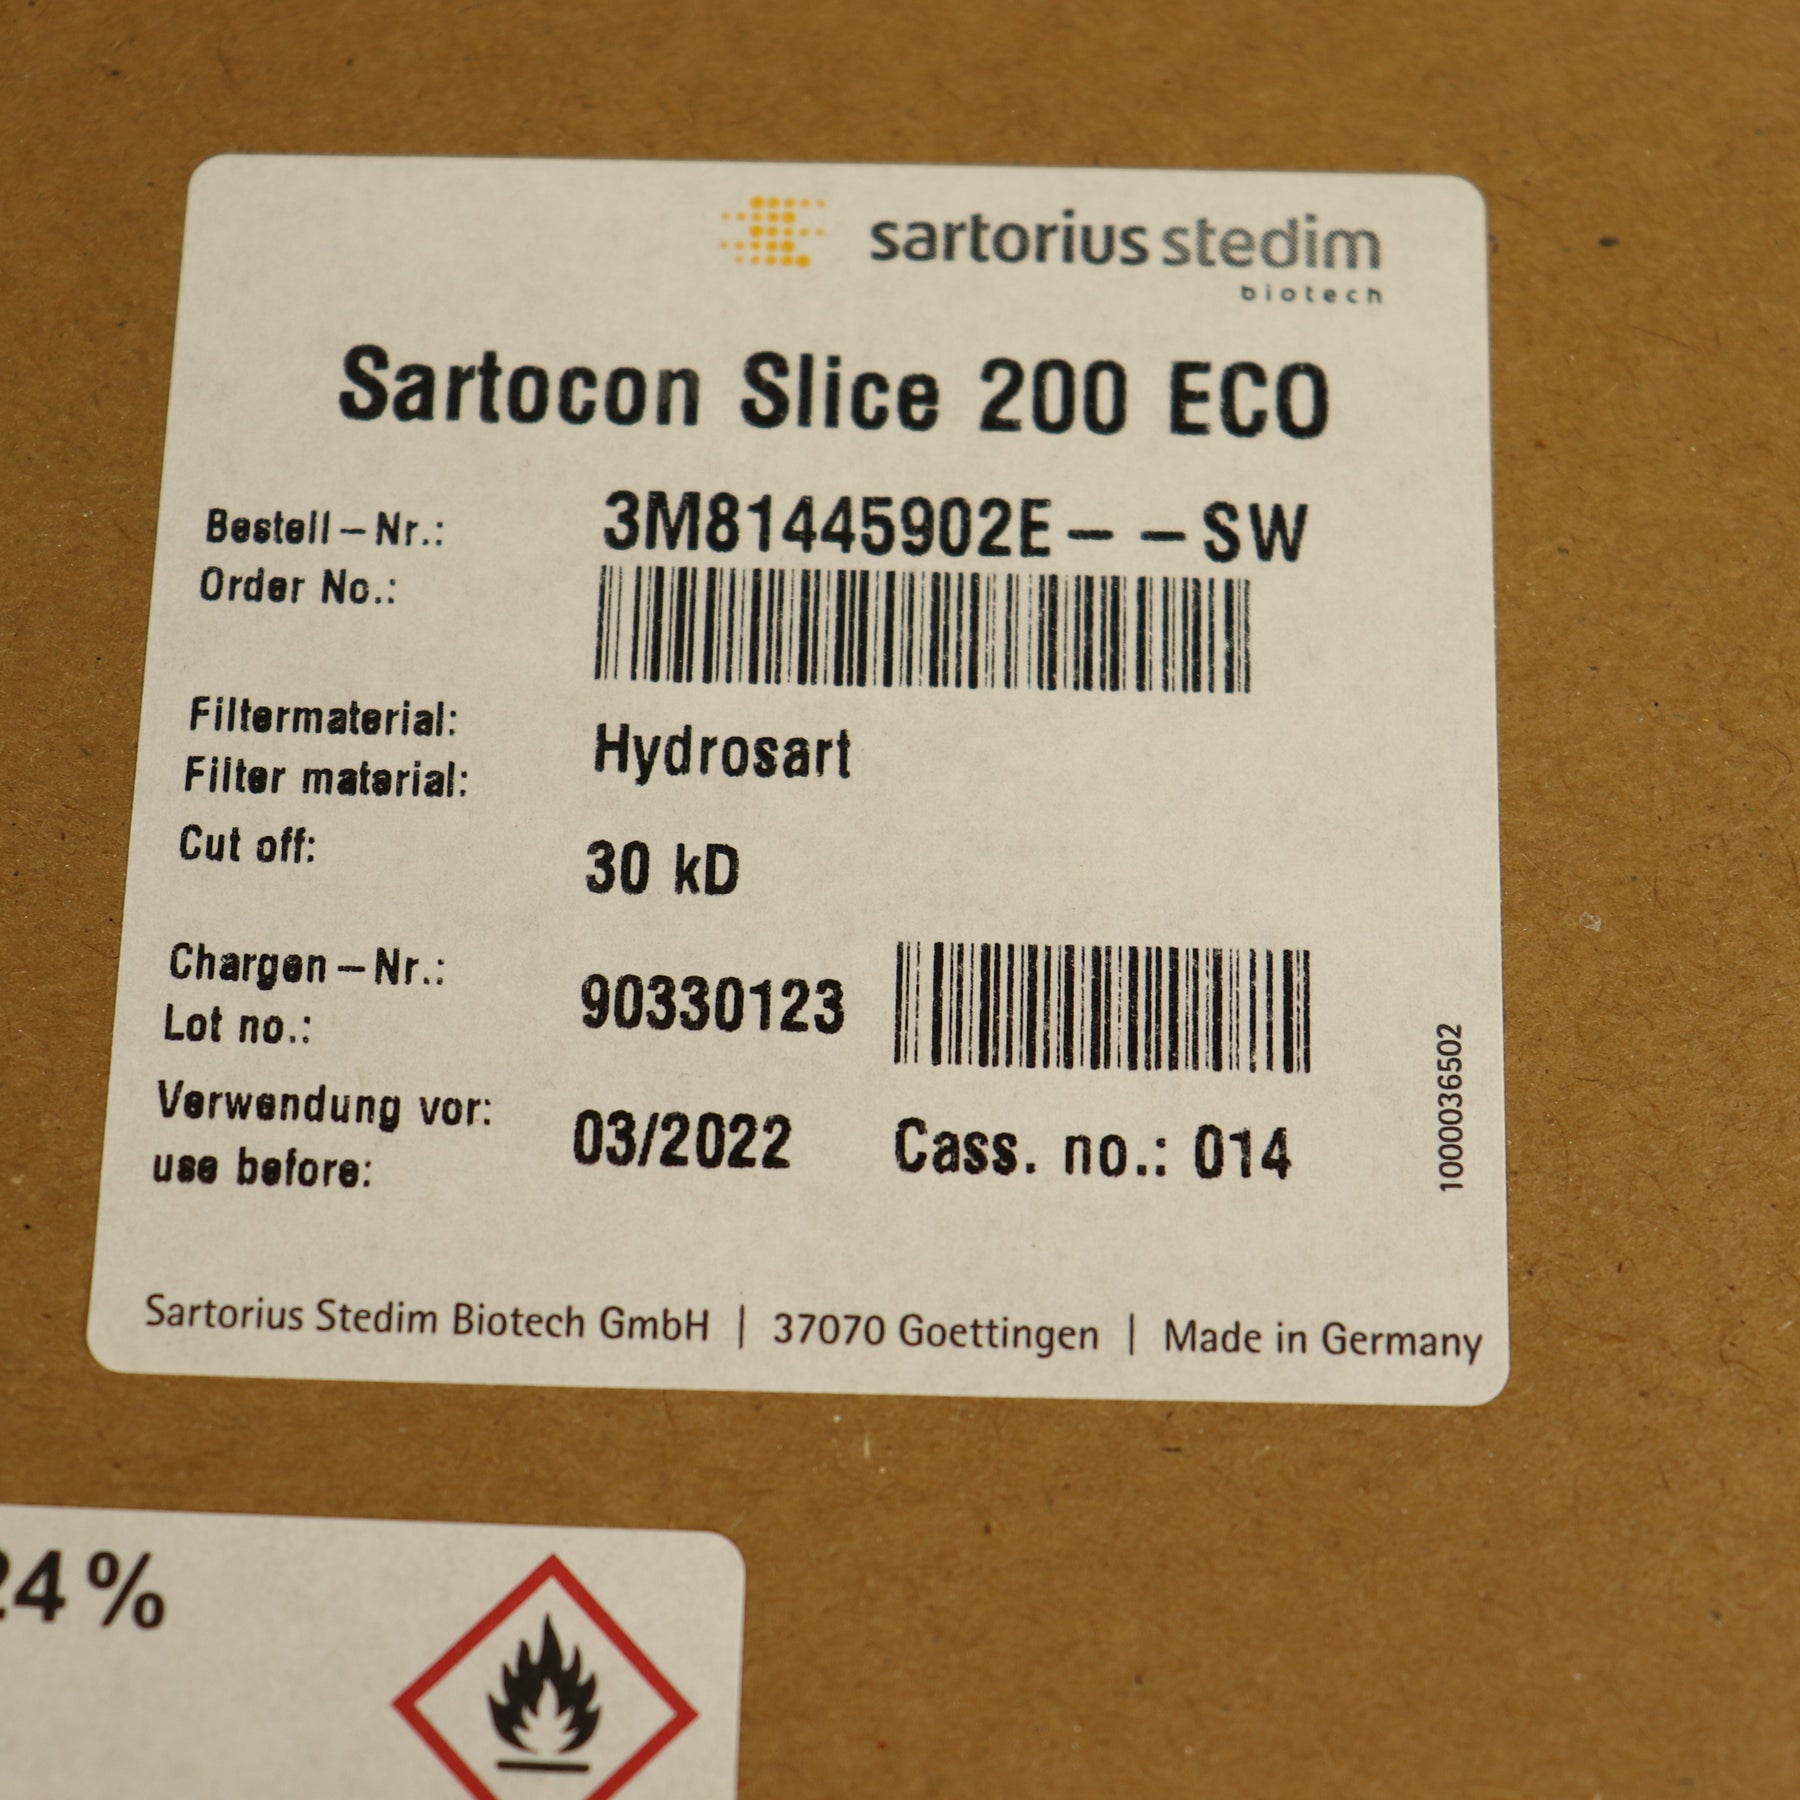 sartorius stedim
biotech
Sartocon Slice 200 ECO
Bestell-Nr.: 3M81445902E--SW
Order No.:
Filtermaterial:
Filter material: Hydrosart
Cut off: 30 kD
Chargen-Nr.:
Lot no.: 90330123
Verwendung vor:
use before: 03/2022 Cass. no.: 014
1000036502
Sartorius Stedim Biotech GmbH | 37070 Goettingen | Made in Germany
24%